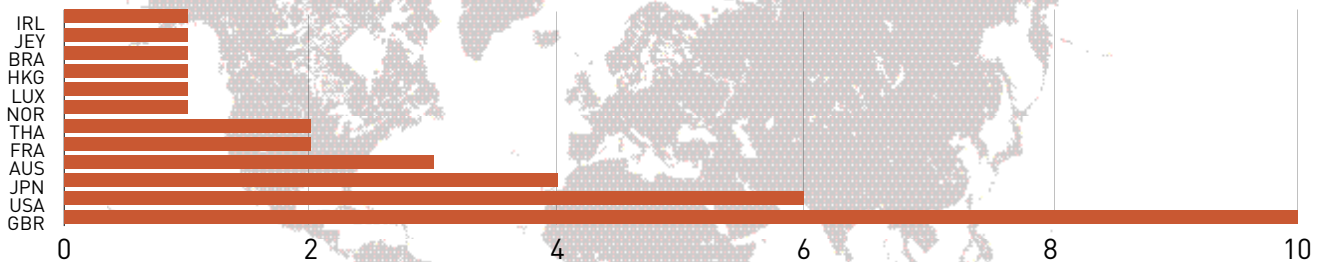 IRL
JEY
BRA
HKG
LUX
NOR
THA
FRA
AUS
JPN
USA
GBR
0 2 4 6 8 10